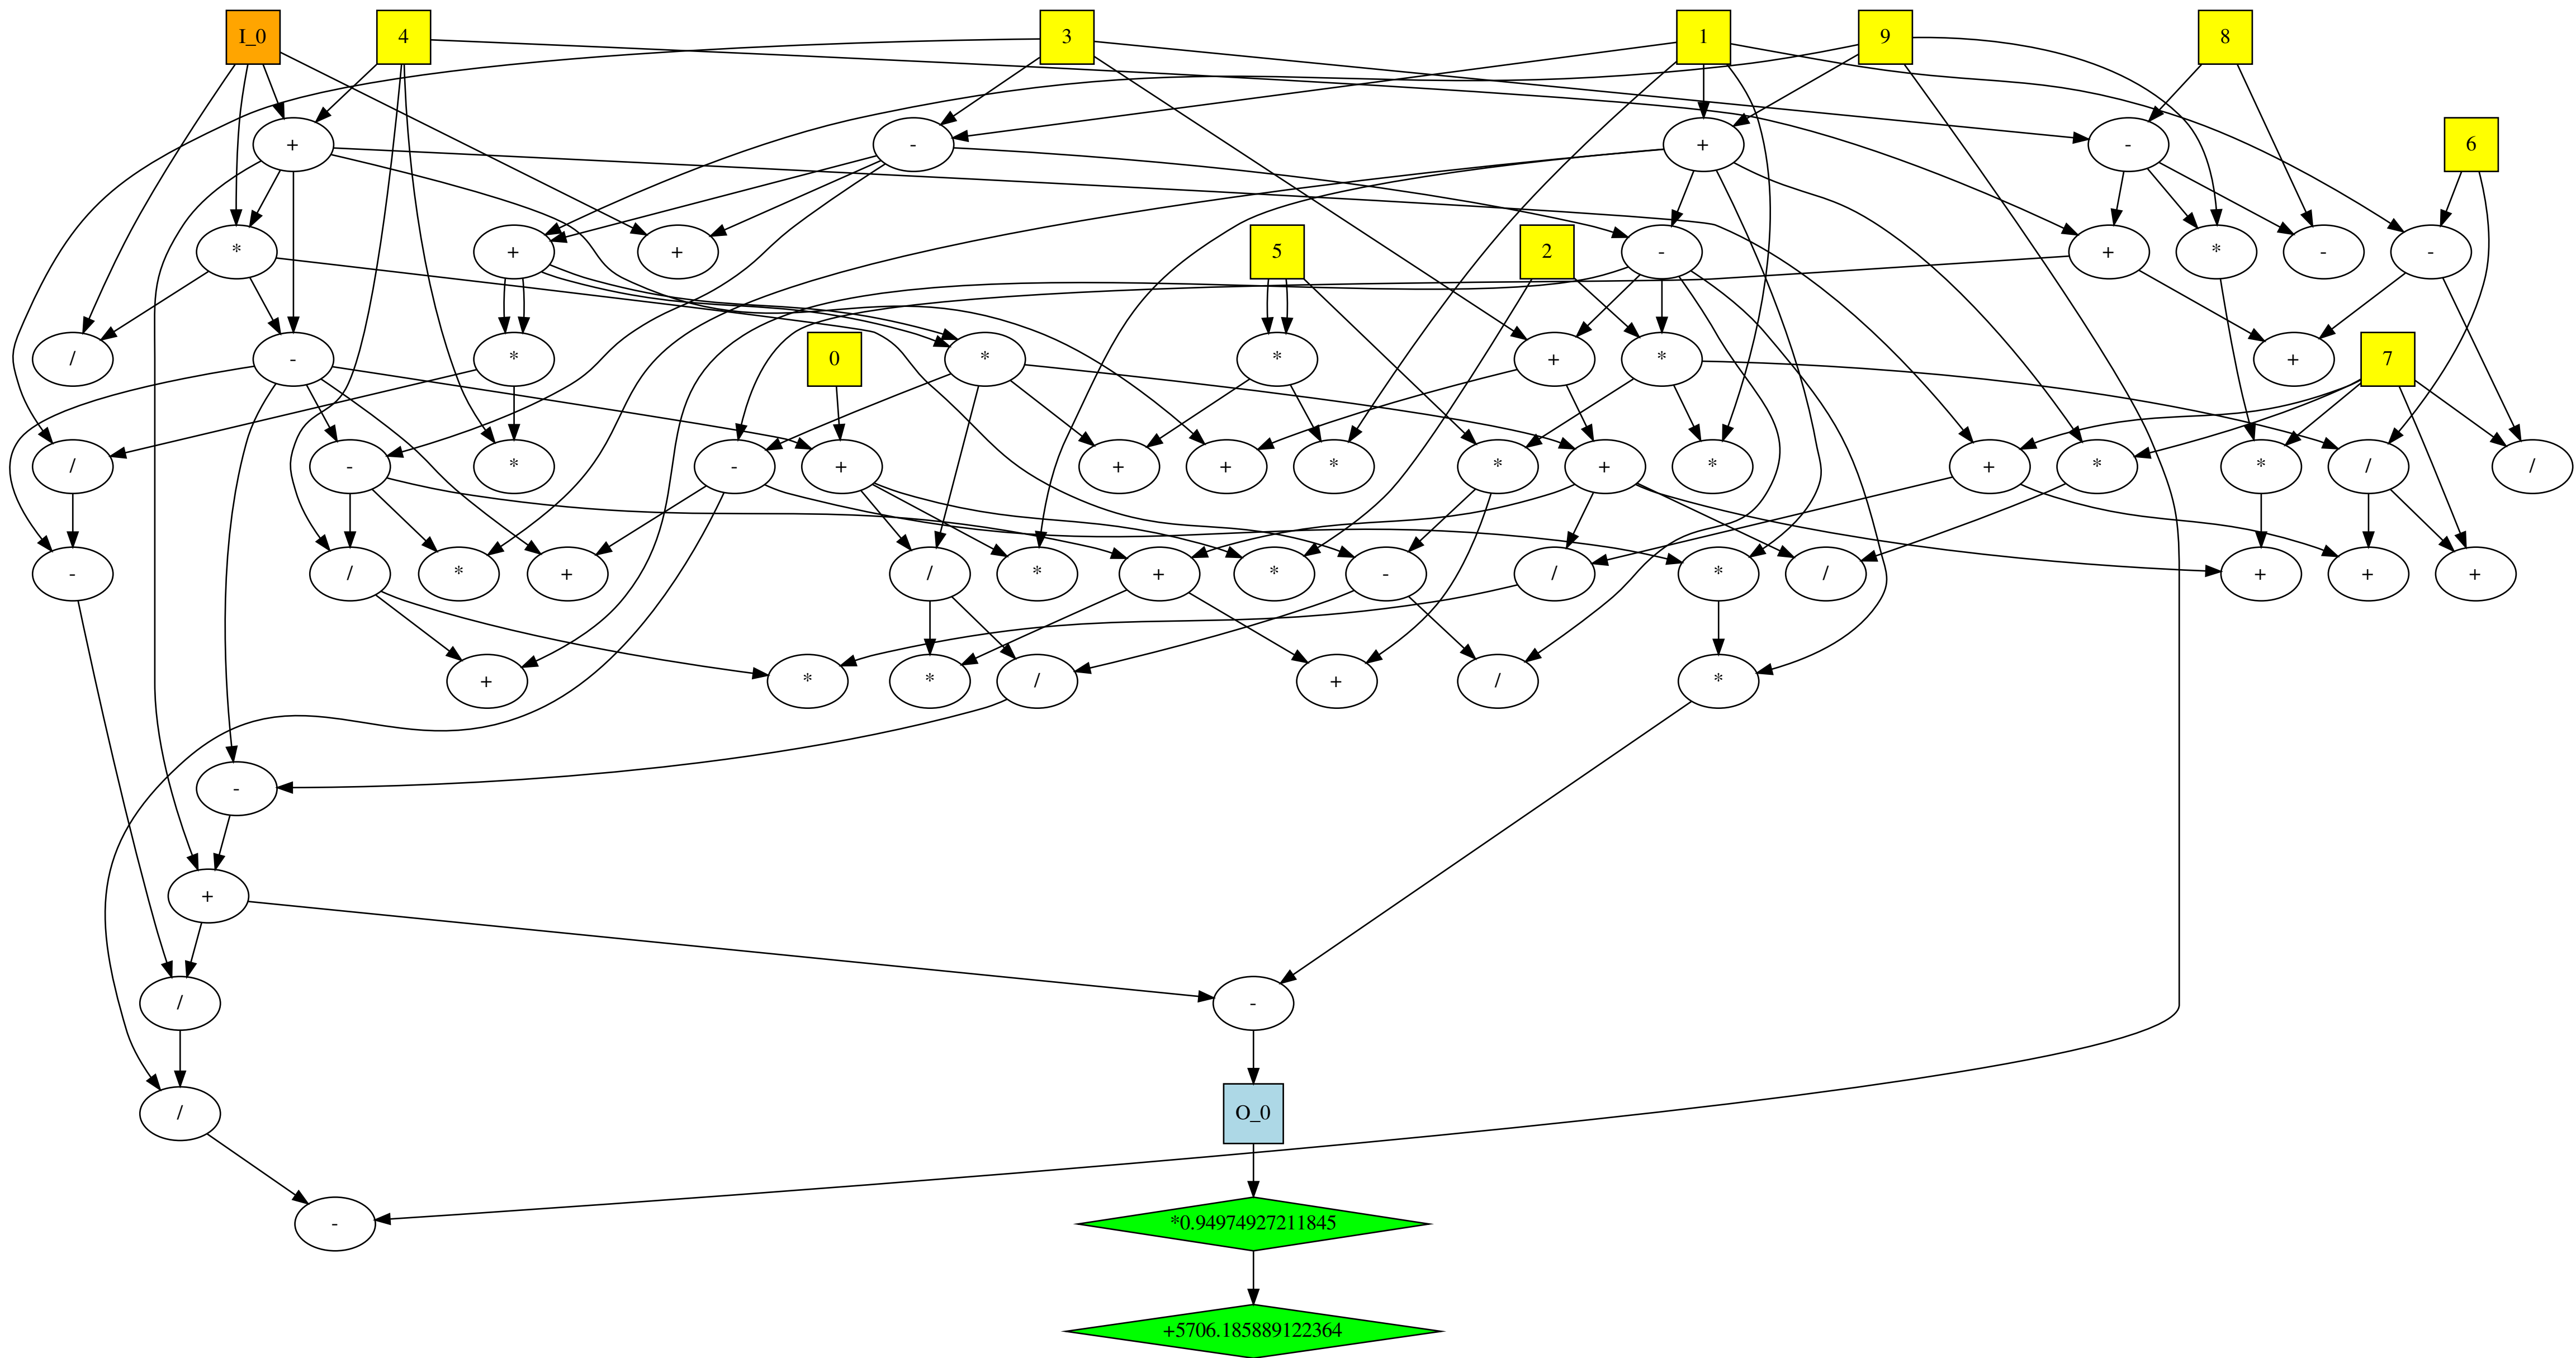 I_0 4 3 1 9 8
+ - + - 6
* + + 5 2 - + * - -
/ - * 0 * * + * + 7
/ - * - + + + * * + * + * * / /
- / * + / * + * - / * / + + +
+ * * / + / *
-
+
/ -
/ O_0
- *0.94974927211845
+5706.185889122364